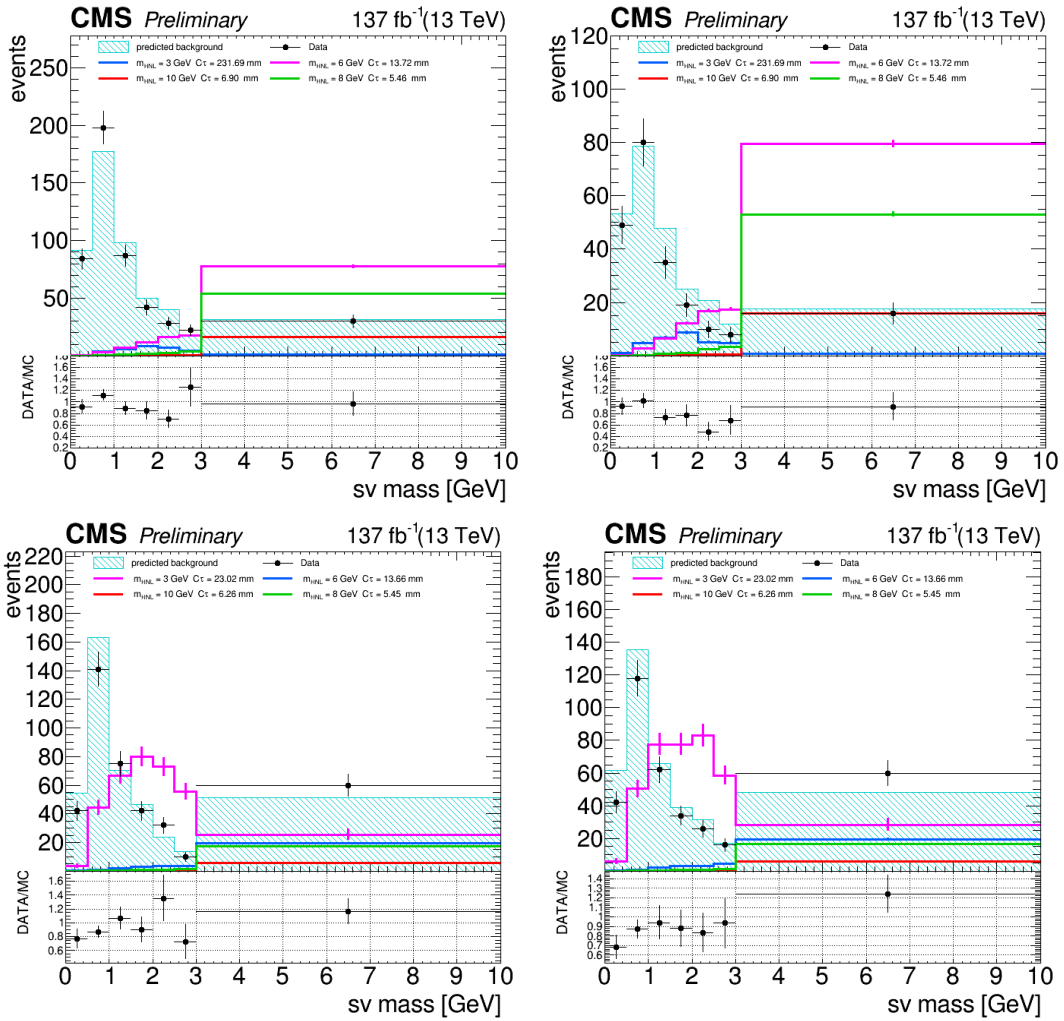 CMS Preliminary 137 fb⁻¹(13 TeV)
events
predicted background Data
m_HNL = 3 GeV Cτ = 231.69 mm m_HNL = 6 GeV Cτ = 13.72 mm
m_HNL = 10 GeV Cτ = 6.90 mm m_HNL = 8 GeV Cτ = 5.46 mm
250
200
150
100
50
DATA/MC
1.8
1.6
1.4
1.2
1
0.8
0.6
0.4
0.2
0 1 2 3 4 5 6 7 8 9 10
sv mass [GeV]
CMS Preliminary 137 fb⁻¹(13 TeV)
events
predicted background Data
m_HNL = 3 GeV Cτ = 231.69 mm m_HNL = 6 GeV Cτ = 13.72 mm
m_HNL = 10 GeV Cτ = 6.90 mm m_HNL = 8 GeV Cτ = 5.46 mm
120
100
80
60
40
20
DATA/MC
1.8
1.6
1.4
1.2
1
0.8
0.6
0.4
0.2
0 1 2 3 4 5 6 7 8 9 10
sv mass [GeV]
CMS Preliminary 137 fb⁻¹(13 TeV)
events
predicted background Data
m_HNL = 3 GeV Cτ = 23.02 mm m_HNL = 6 GeV Cτ = 13.66 mm
m_HNL = 10 GeV Cτ = 6.26 mm m_HNL = 8 GeV Cτ = 5.45 mm
220
200
180
160
140
120
100
80
60
40
20
DATA/MC
1.6
1.4
1.2
1
0.8
0.6
0 1 2 3 4 5 6 7 8 9 10
sv mass [GeV]
CMS Preliminary 137 fb⁻¹(13 TeV)
events
predicted background Data
m_HNL = 3 GeV Cτ = 23.02 mm m_HNL = 6 GeV Cτ = 13.66 mm
m_HNL = 10 GeV Cτ = 6.26 mm m_HNL = 8 GeV Cτ = 5.45 mm
180
160
140
120
100
80
60
40
20
DATA/MC
1.4
1.3
1.2
1.1
1
0.9
0.8
0.7
0.6
0 1 2 3 4 5 6 7 8 9 10
sv mass [GeV]